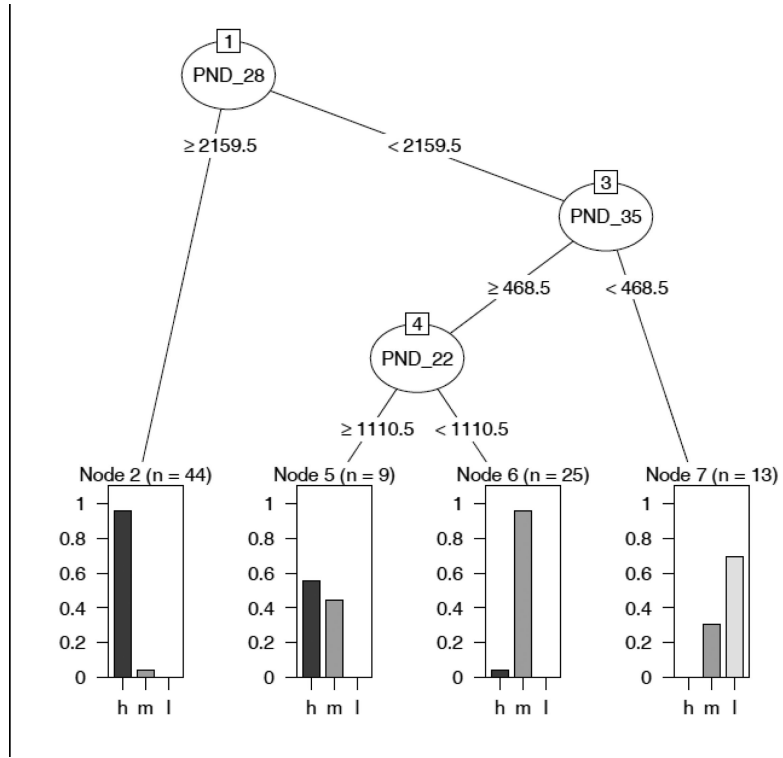 1
PND_28
≥ 2159.5 < 2159.5
3
PND_35
≥ 468.5 < 468.5
4
PND_22
≥ 1110.5 < 1110.5
Node 2 (n = 44) Node 5 (n = 9) Node 6 (n = 25) Node 7 (n = 13)
1 1 1 1
0.8 0.8 0.8 0.8
0.6 0.6 0.6 0.6
0.4 0.4 0.4 0.4
0.2 0.2 0.2 0.2
0 0 0 0
h m l h m l h m l h m l